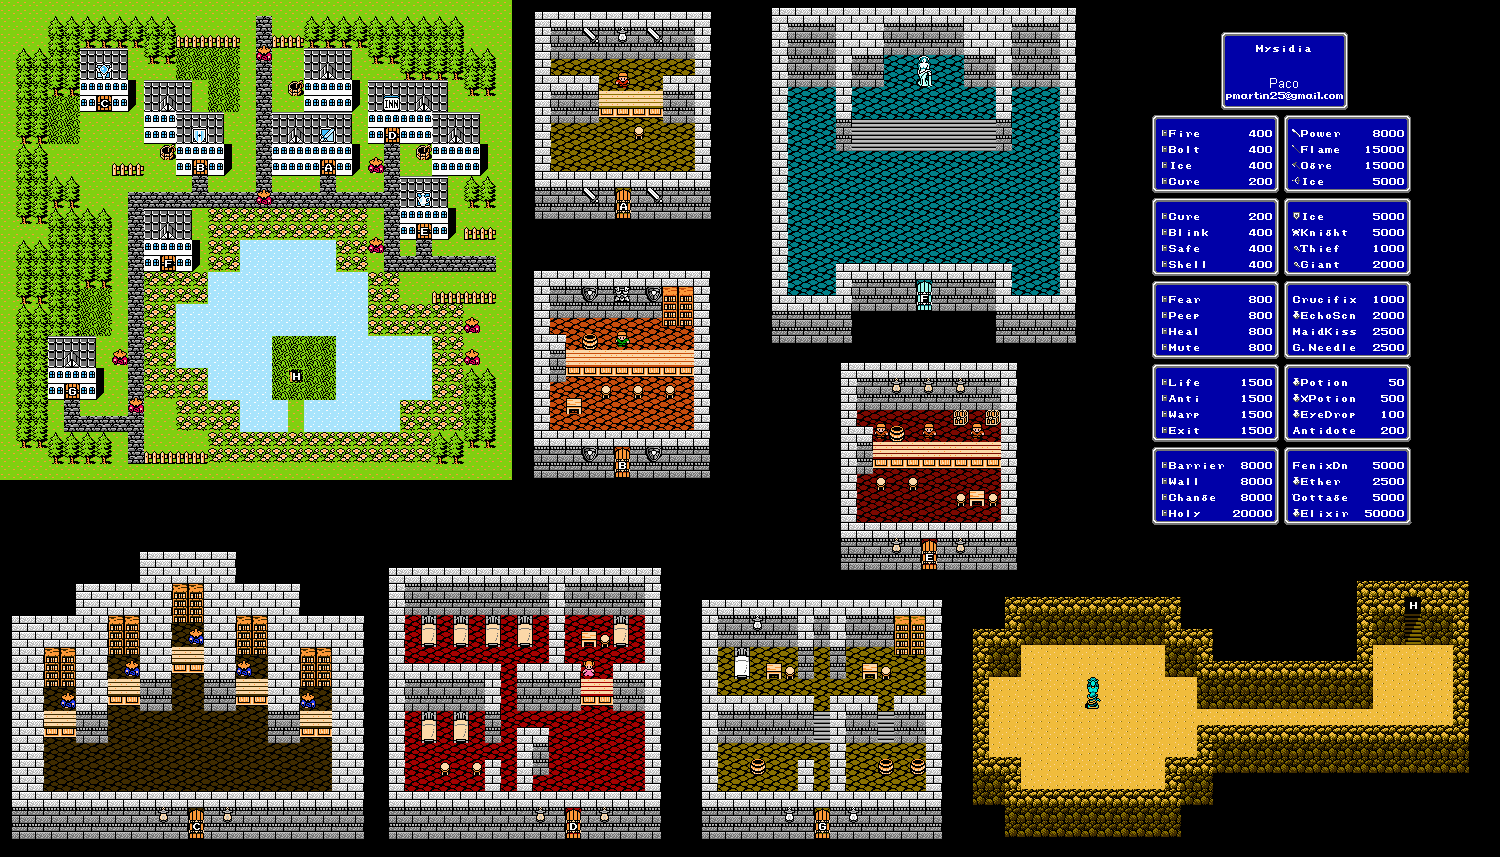 Mysidia
Paco
pmartin25@gmail.com
Fire 400
Bolt 400
Ice 400
Cure 200
Power 8000
Flame 15000
Ogre 15000
Ice 5000
Cure 200
Blink 400
Safe 400
Shell 400
Ice 5000
Knight 5000
Thief 1000
Giant 2000
Fear 800
Peep 800
Heal 800
Mute 800
Crucifix 1000
EchoScn 2000
MaidKiss 2500
G.Needle 2500
Life 1500
Anti 1500
Warp 1500
Exit 1500
Potion 50
XPotion 500
EyeDrop 100
Antidote 200
Barrier 8000
Wall 8000
Change 8000
Holy 20000
FenixDn 5000
Ether 2500
Cottage 5000
Elixir 50000
C
INN
D
B
A
E
F
G
H
A
B
F
E
C
D
G
H